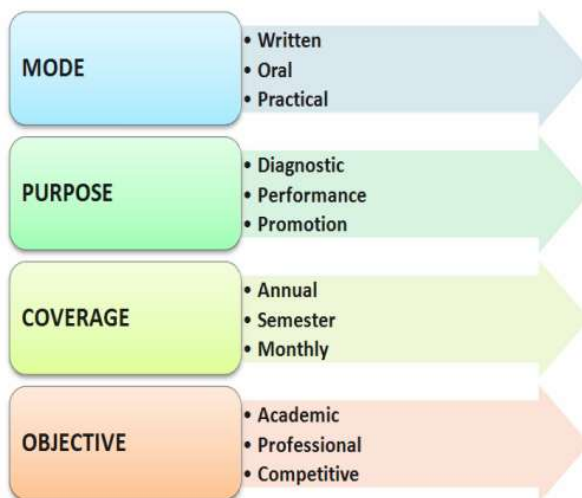 MODE
• Written
• Oral
• Practical
PURPOSE
• Diagnostic
• Performance
• Promotion
COVERAGE
• Annual
• Semester
• Monthly
OBJECTIVE
• Academic
• Professional
• Competitive